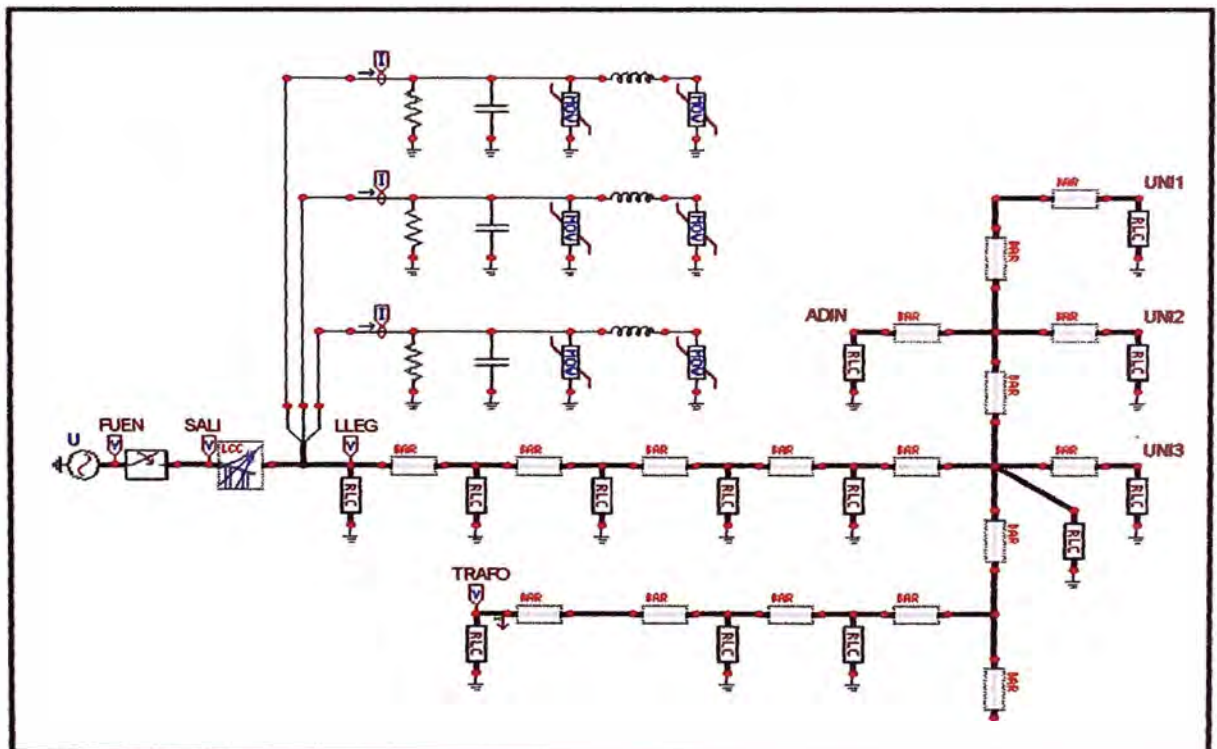 I
MOV MOV
BAR UNI1
I
MOV MOV
RLC
BAR
I
ADIN BAR BAR UNI2
MOV MOV
RLC RLC
BAR
FUEN SALI LLEG
U V V LCC V BAR BAR BAR BAR BAR BAR UNI3
RLC RLC RLC RLC RLC RLC
BAR RLC
TRAFO
V BAR BAR BAR BAR
RLC RLC RLC
BAR